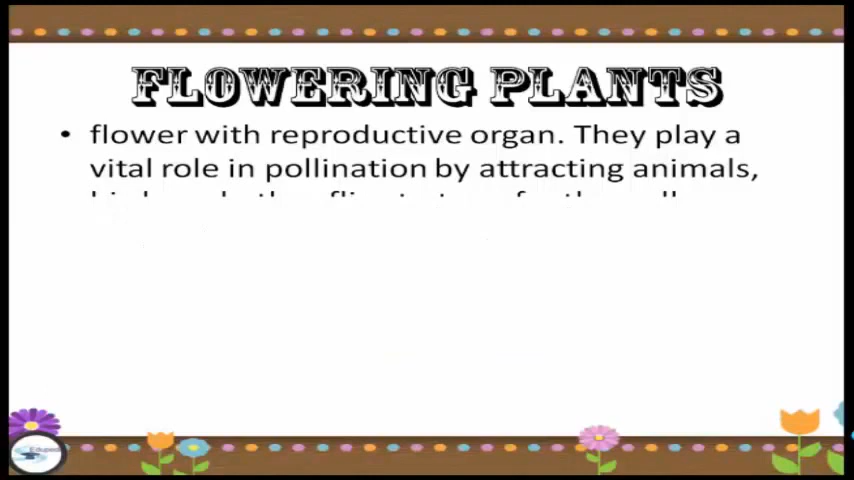 FLOWERING PLANTS
• flower with reproductive organ. They play a
vital role in pollination by attracting animals,